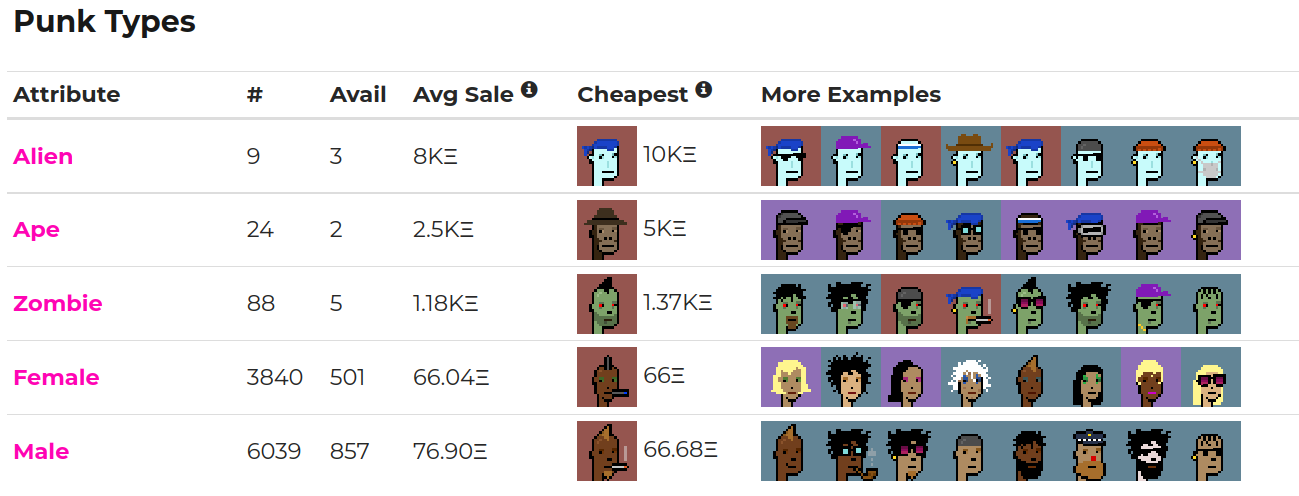 Punk Types
Attribute # Avail Avg Sale Cheapest More Examples
Alien 9 3 8KΞ 10KΞ
Ape 24 2 2.5KΞ 5KΞ
Zombie 88 5 1.18KΞ 1.37KΞ
Female 3840 501 66.04Ξ 66Ξ
Male 6039 857 76.90Ξ 66.68Ξ